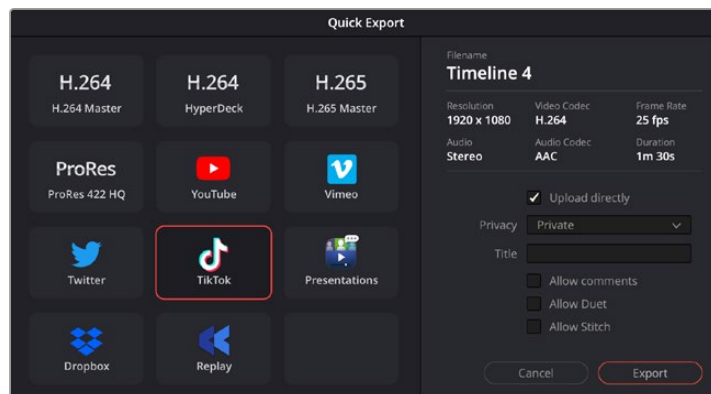 Quick Export
H.264
H.264 Master
H.264
HyperDeck
H.265
H.265 Master
ProRes
ProRes 422 HQ
YouTube
Vimeo
Twitter
TikTok
Presentations
Dropbox
Replay
Filename
Timeline 4
Resolution
Video Codec
Frame Rate
1920 x 1080
H.264
25 fps
Audio
Audio Codec
Duration
Stereo
AAC
1m 30s
Upload directly
Privacy
Private
Title
Allow comments
Allow Duet
Allow Stitch
Cancel
Export